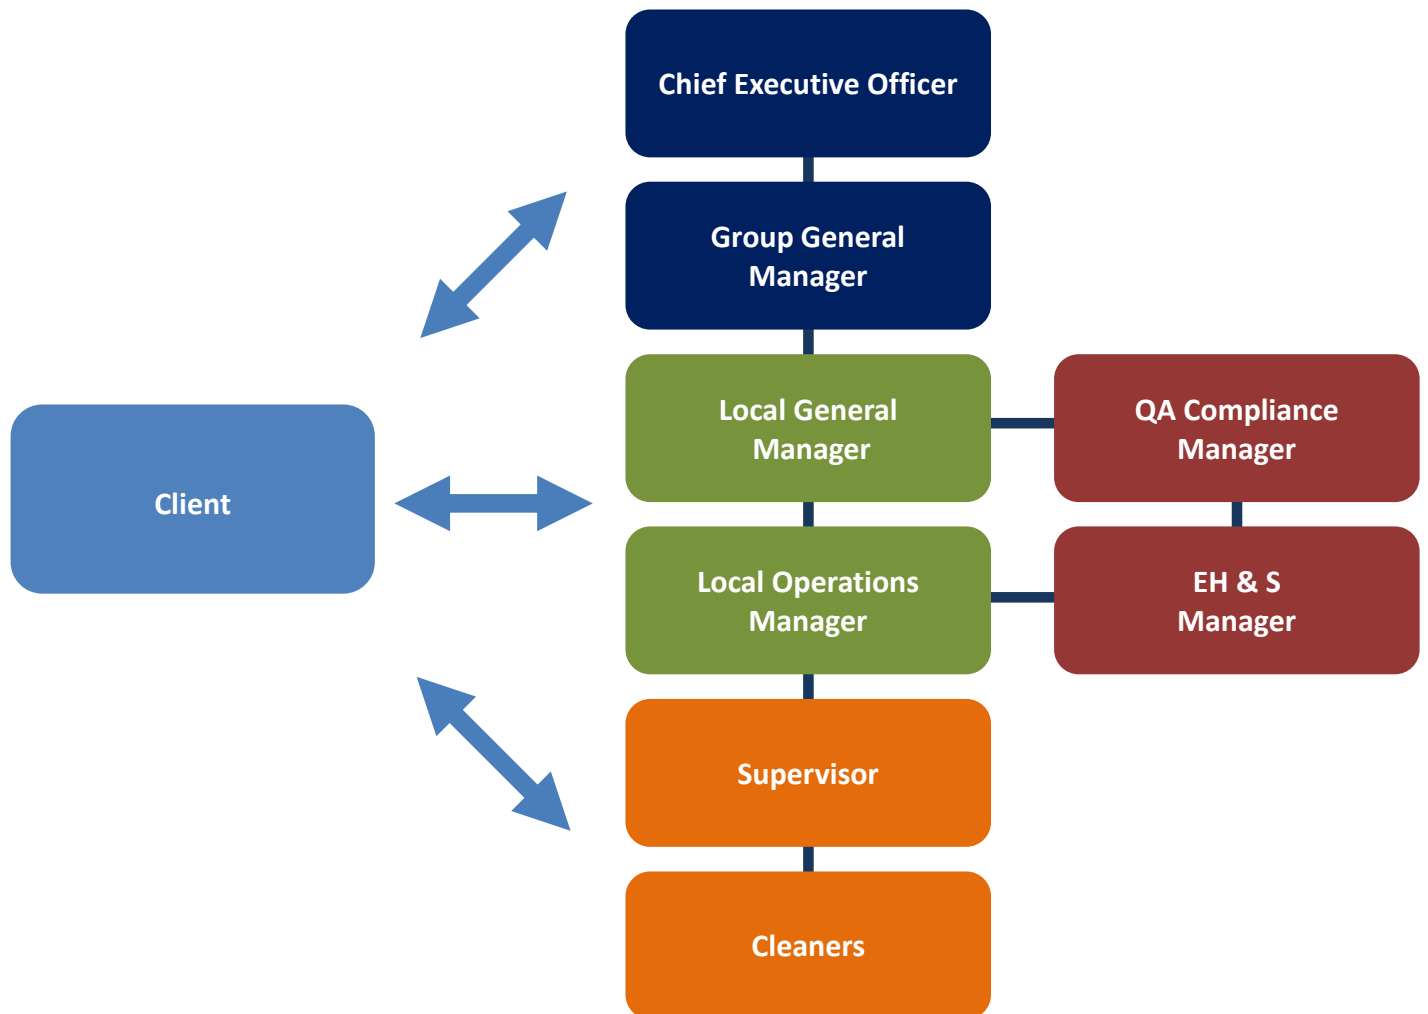 Chief Executive Officer
Group General
Manager
Local General
Manager
QA Compliance
Manager
Client
Local Operations
Manager
EH & S
Manager
Supervisor
Cleaners